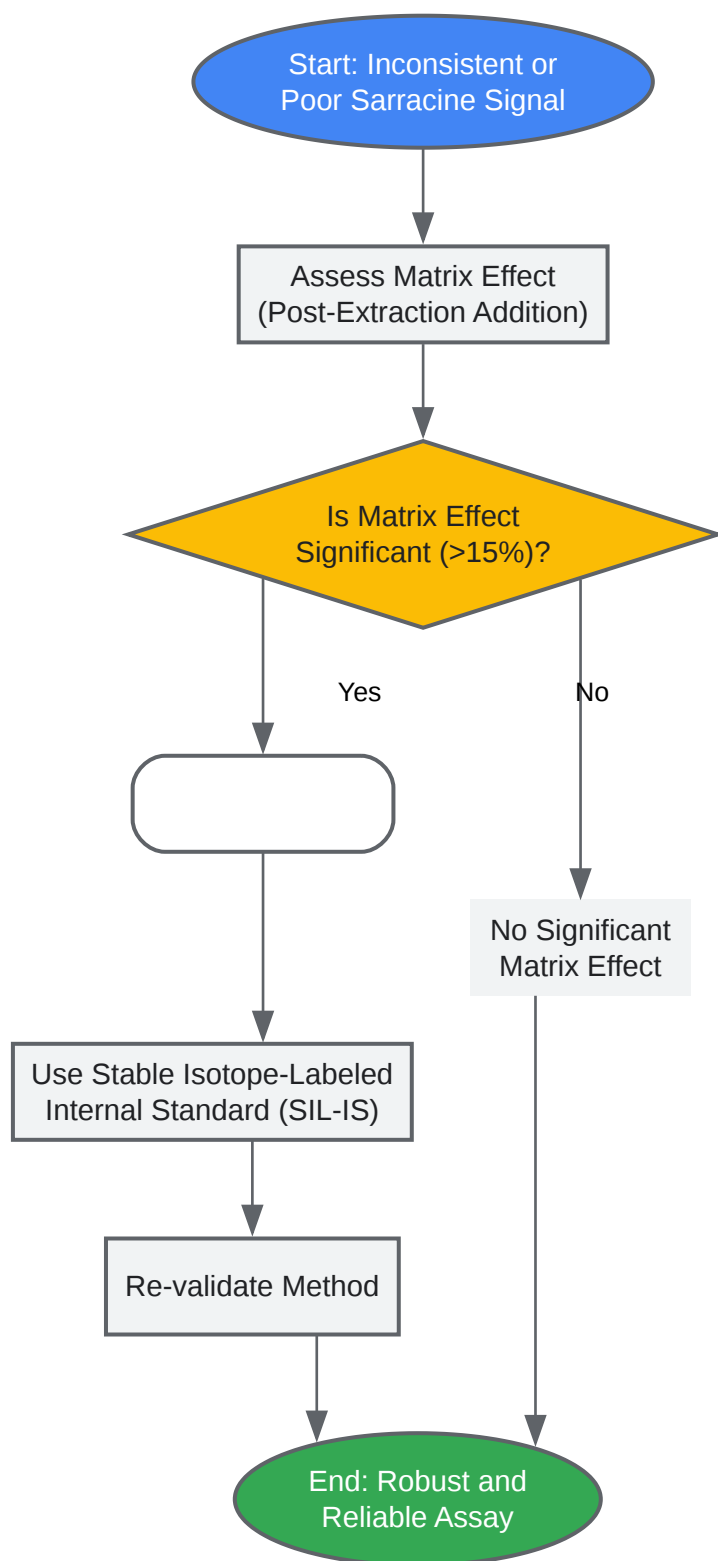 Start: Inconsistent or
Poor Sarracine Signal
Assess Matrix Effect
(Post-Extraction Addition)
Is Matrix Effect
Significant (>15%)?
Yes
No
No Significant
Matrix Effect
Use Stable Isotope-Labeled
Internal Standard (SIL-IS)
Re-validate Method
End: Robust and
Reliable Assay